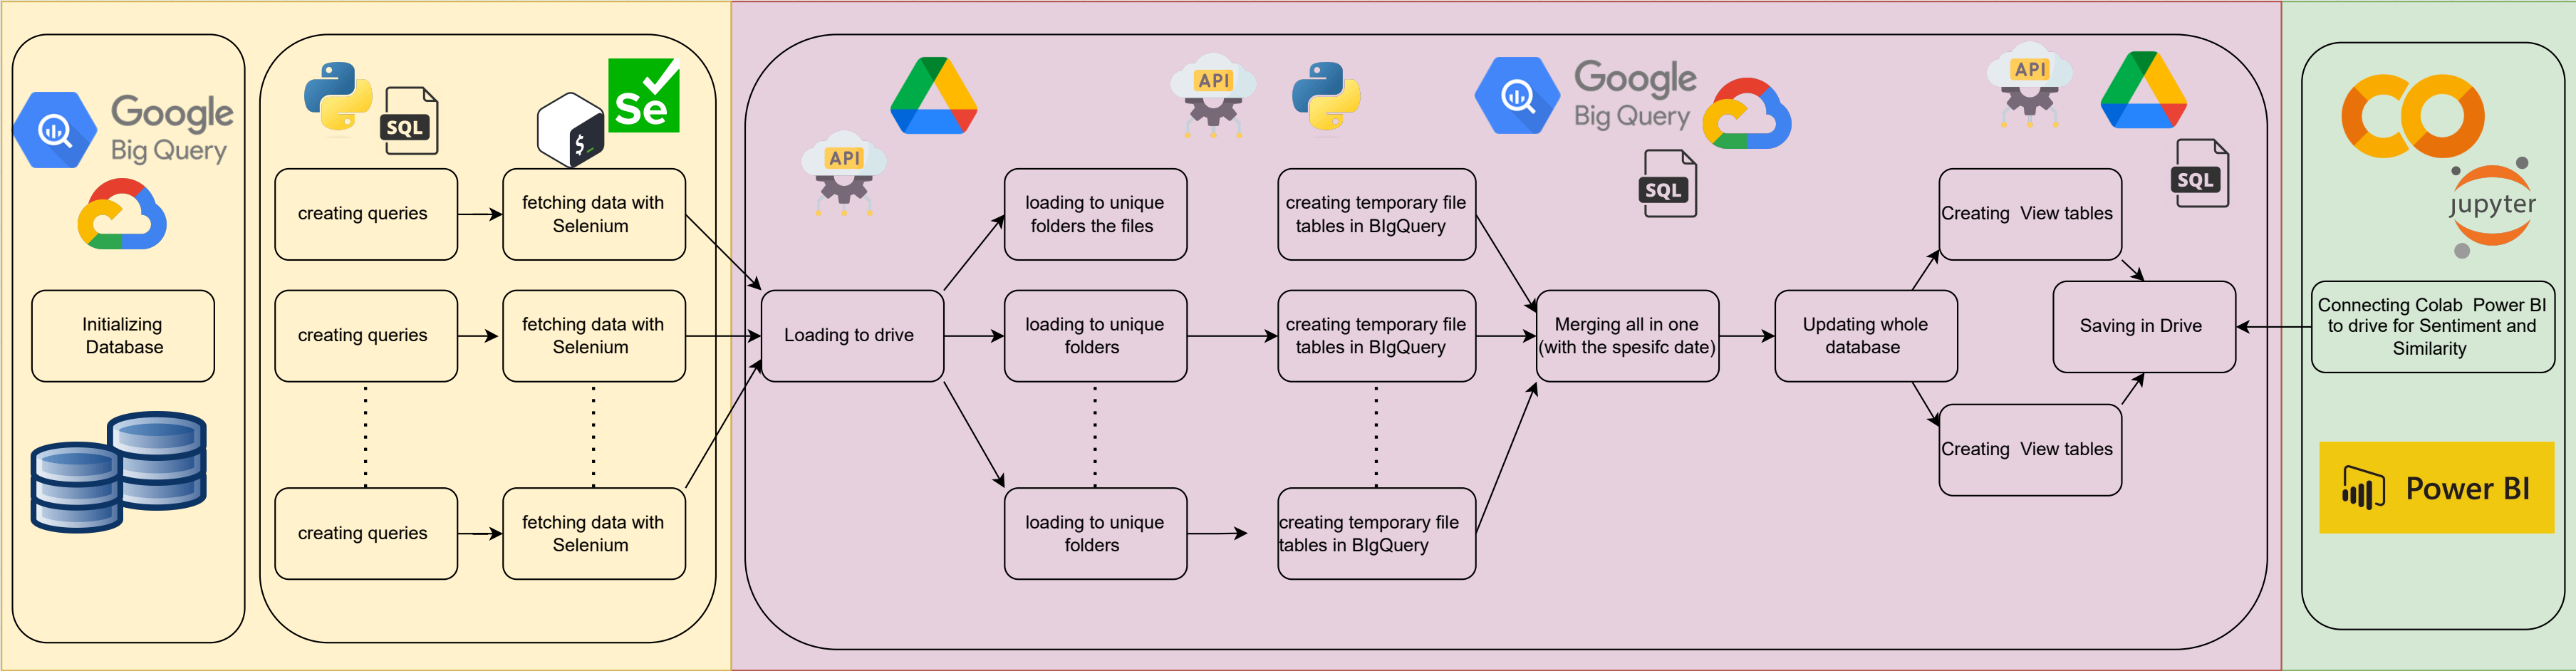 Google
Big Query
Initializing
Database
SQL
$_
Se
creating queries
fetching data with
Selenium
creating queries
fetching data with
Selenium
creating queries
fetching data with
Selenium
API
Loading to drive
loading to unique
folders the files
loading to unique
folders
loading to unique
folders
API
creating temporary file
tables in BIgQuery
creating temporary file
tables in BIgQuery
creating temporary file
tables in BIgQuery
Google
Big Query
SQL
Merging all in one
(with the spesifc date)
Updating whole
database
API
SQL
Creating  View tables
Creating  View tables
Saving in Drive
jupyter
Connecting Colab  Power BI
to drive for Sentiment and
Similarity
Power BI